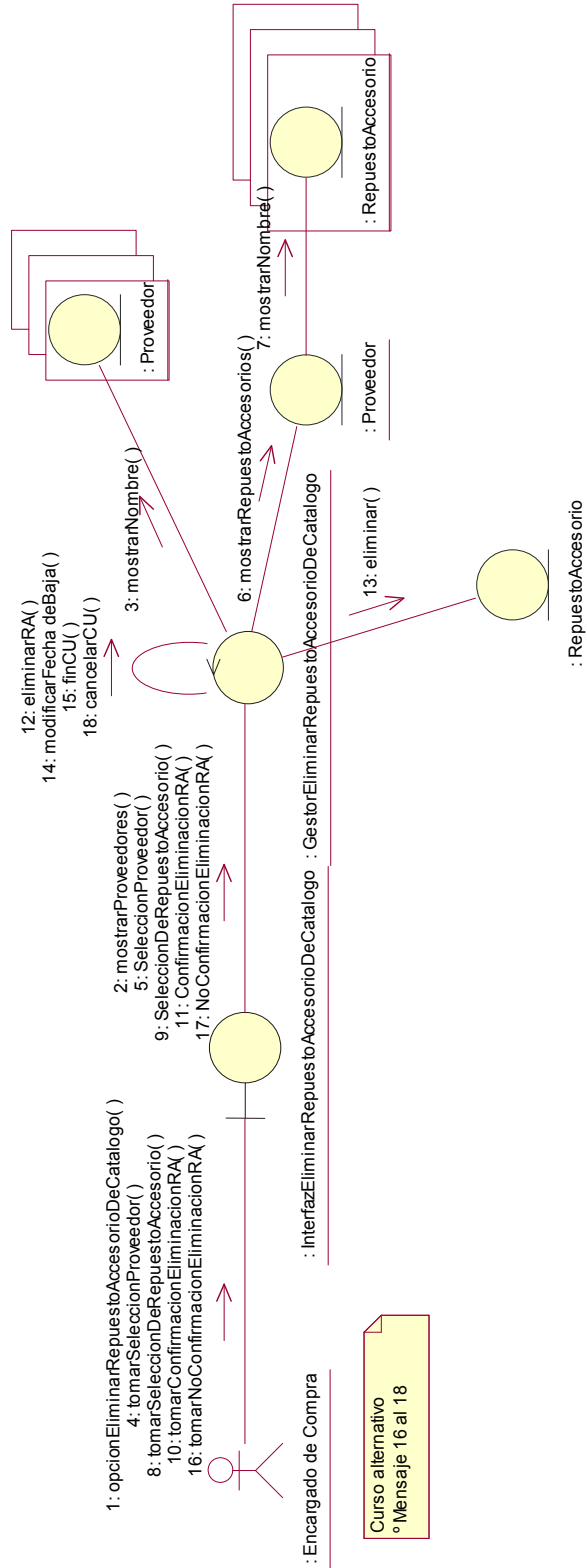 1: opcionEliminarRepuestoAccesorioDeCatalogo( )
4: tomarSeleccionProveedor( )
8: tomarSeleccionDeRepuestoAccesorio( )
10: tomarConfirmacionEliminacionRA( )
16: tomarNoConfirmacionEliminacionRA( )
: Encargado de Compra
Curso alternativo
º Mensaje 16 al 18
2: mostrarProveedores( )
5: SeleccionProveedor( )
9: SeleccionDeRepuestoAccesorio( )
11: ConfirmacionEliminacionRA( )
17: NoConfirmacionEliminacionRA( )
: InterfazEliminarRepuestoAccesorioDeCatalogo
12: eliminarRA( )
14: modificarFecha deBaja( )
15: finCU( )
18: cancelarCU( )
: GestorEliminarRepuestoAccesorioDeCatalogo
3: mostrarNombre( )
: Proveedor
6: mostrarRepuestoAccesorios( )
: Proveedor
7: mostrarNombre( )
: RepuestoAccesorio
13: eliminar( )
: RepuestoAccesorio